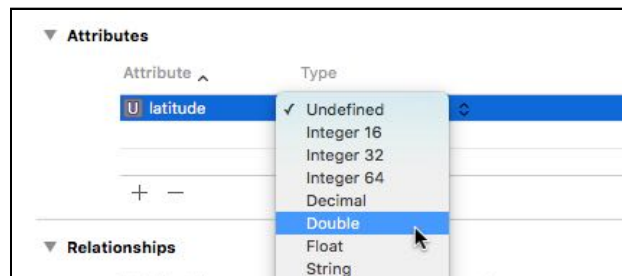 Attributes
Attribute Type
U latitude ✓ Undefined
Integer 16
Integer 32
Integer 64
+ − Decimal
Double
Relationships Float
String